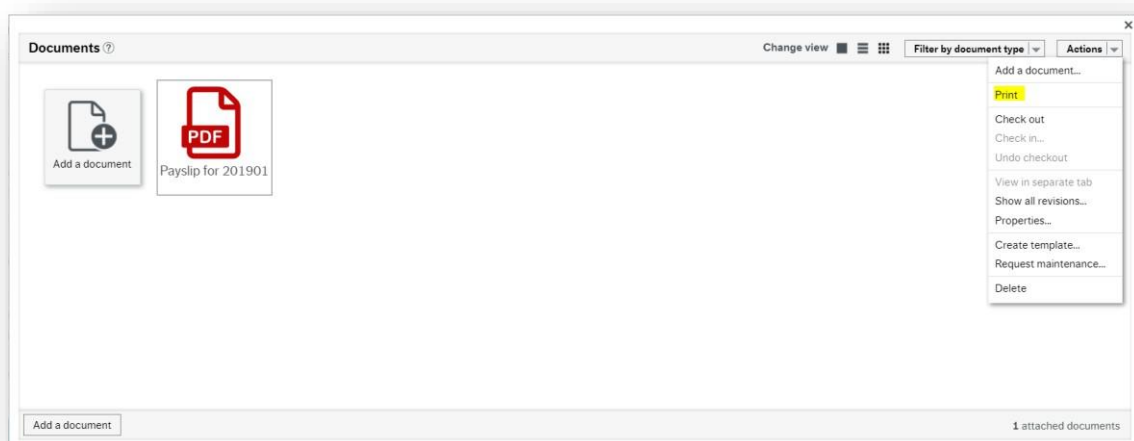 ×
Documents ?
Change view
Filter by document type
Actions
Add a document...
Print
Check out
Check in...
Undo checkout
View in separate tab
Show all revisions...
Properties...
Create template...
Request maintenance...
Delete
Add a document
PDF
Payslip for 201901
Add a document
1 attached documents